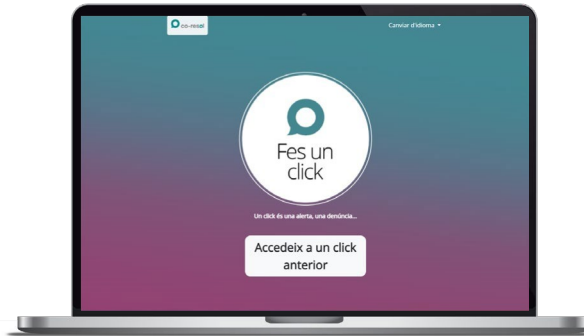 co-resol
Canviar d'idioma
Fes un
click
Un click és una alerta, una denúncia...
Accedeix a un click
anterior